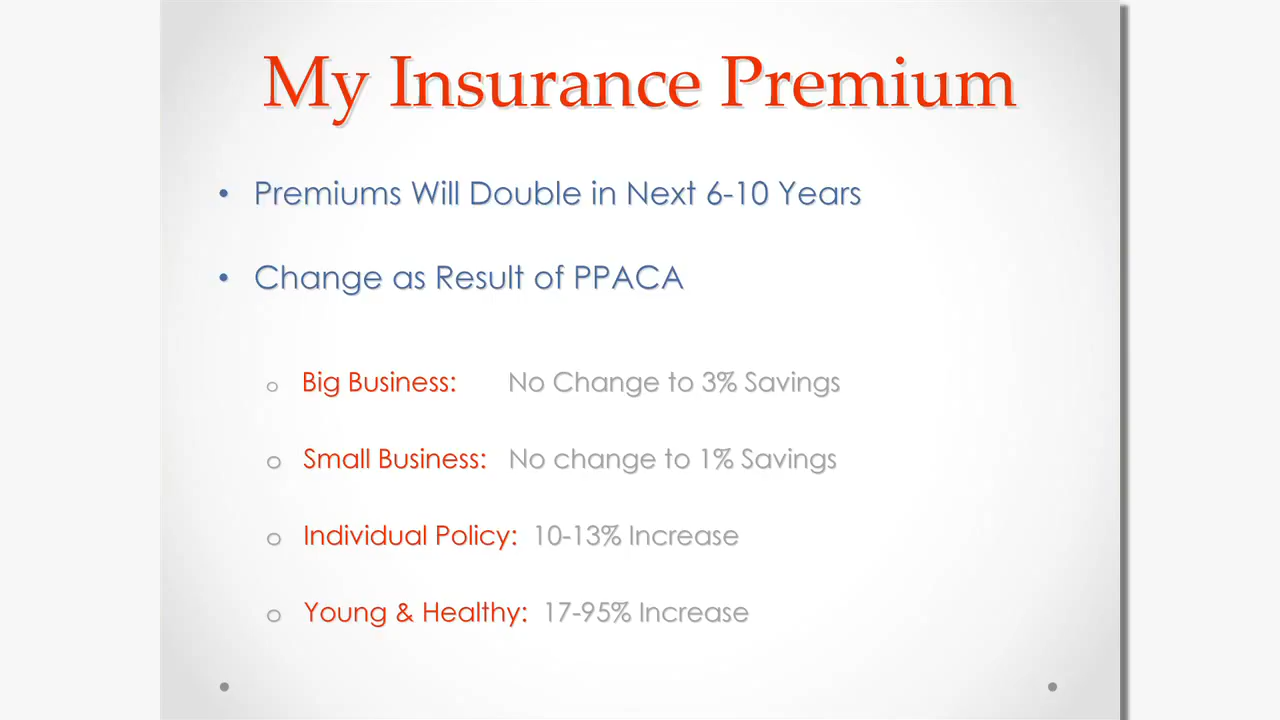 My Insurance Premium
• Premiums Will Double in Next 6-10 Years
• Change as Result of PPACA
o Big Business: No Change to 3% Savings
o Small Business: No change to 1% Savings
o Individual Policy: 10-13% Increase
o Young & Healthy: 17-95% Increase